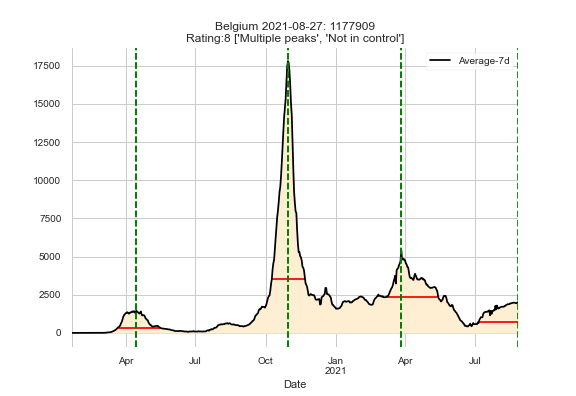 Belgium 2021-08-27: 1177909
Rating:8 ['Multiple peaks', 'Not in control']
Average-7d
17500
15000
12500
10000
7500
5000
2500
0
Apr
Jul
Oct
Jan
2021
Apr
Jul
Date